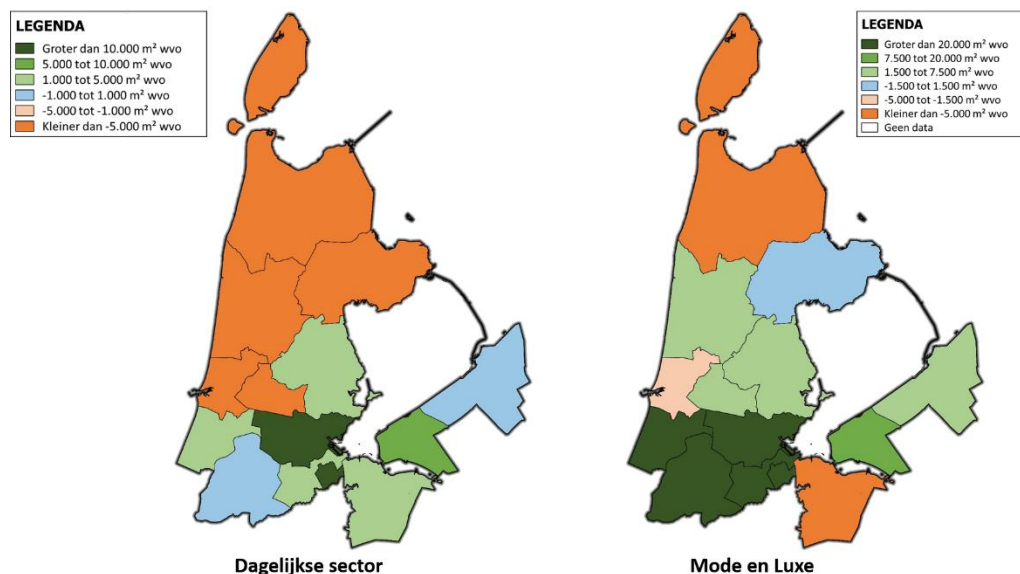 LEGENDA
Groter dan 10.000 m² wvo
5.000 tot 10.000 m² wvo
1.000 tot 5.000 m² wvo
-1.000 tot 1.000 m² wvo
-5.000 tot -1.000 m² wvo
Kleiner dan -5.000 m² wvo
Dagelijkse sector
LEGENDA
Groter dan 20.000 m² wvo
7.500 tot 20.000 m² wvo
1.500 tot 7.500 m² wvo
-1.500 tot 1.500 m² wvo
-5.000 tot -1.500 m² wvo
Kleiner dan -5.000 m² wvo
Geen data
Mode en Luxe